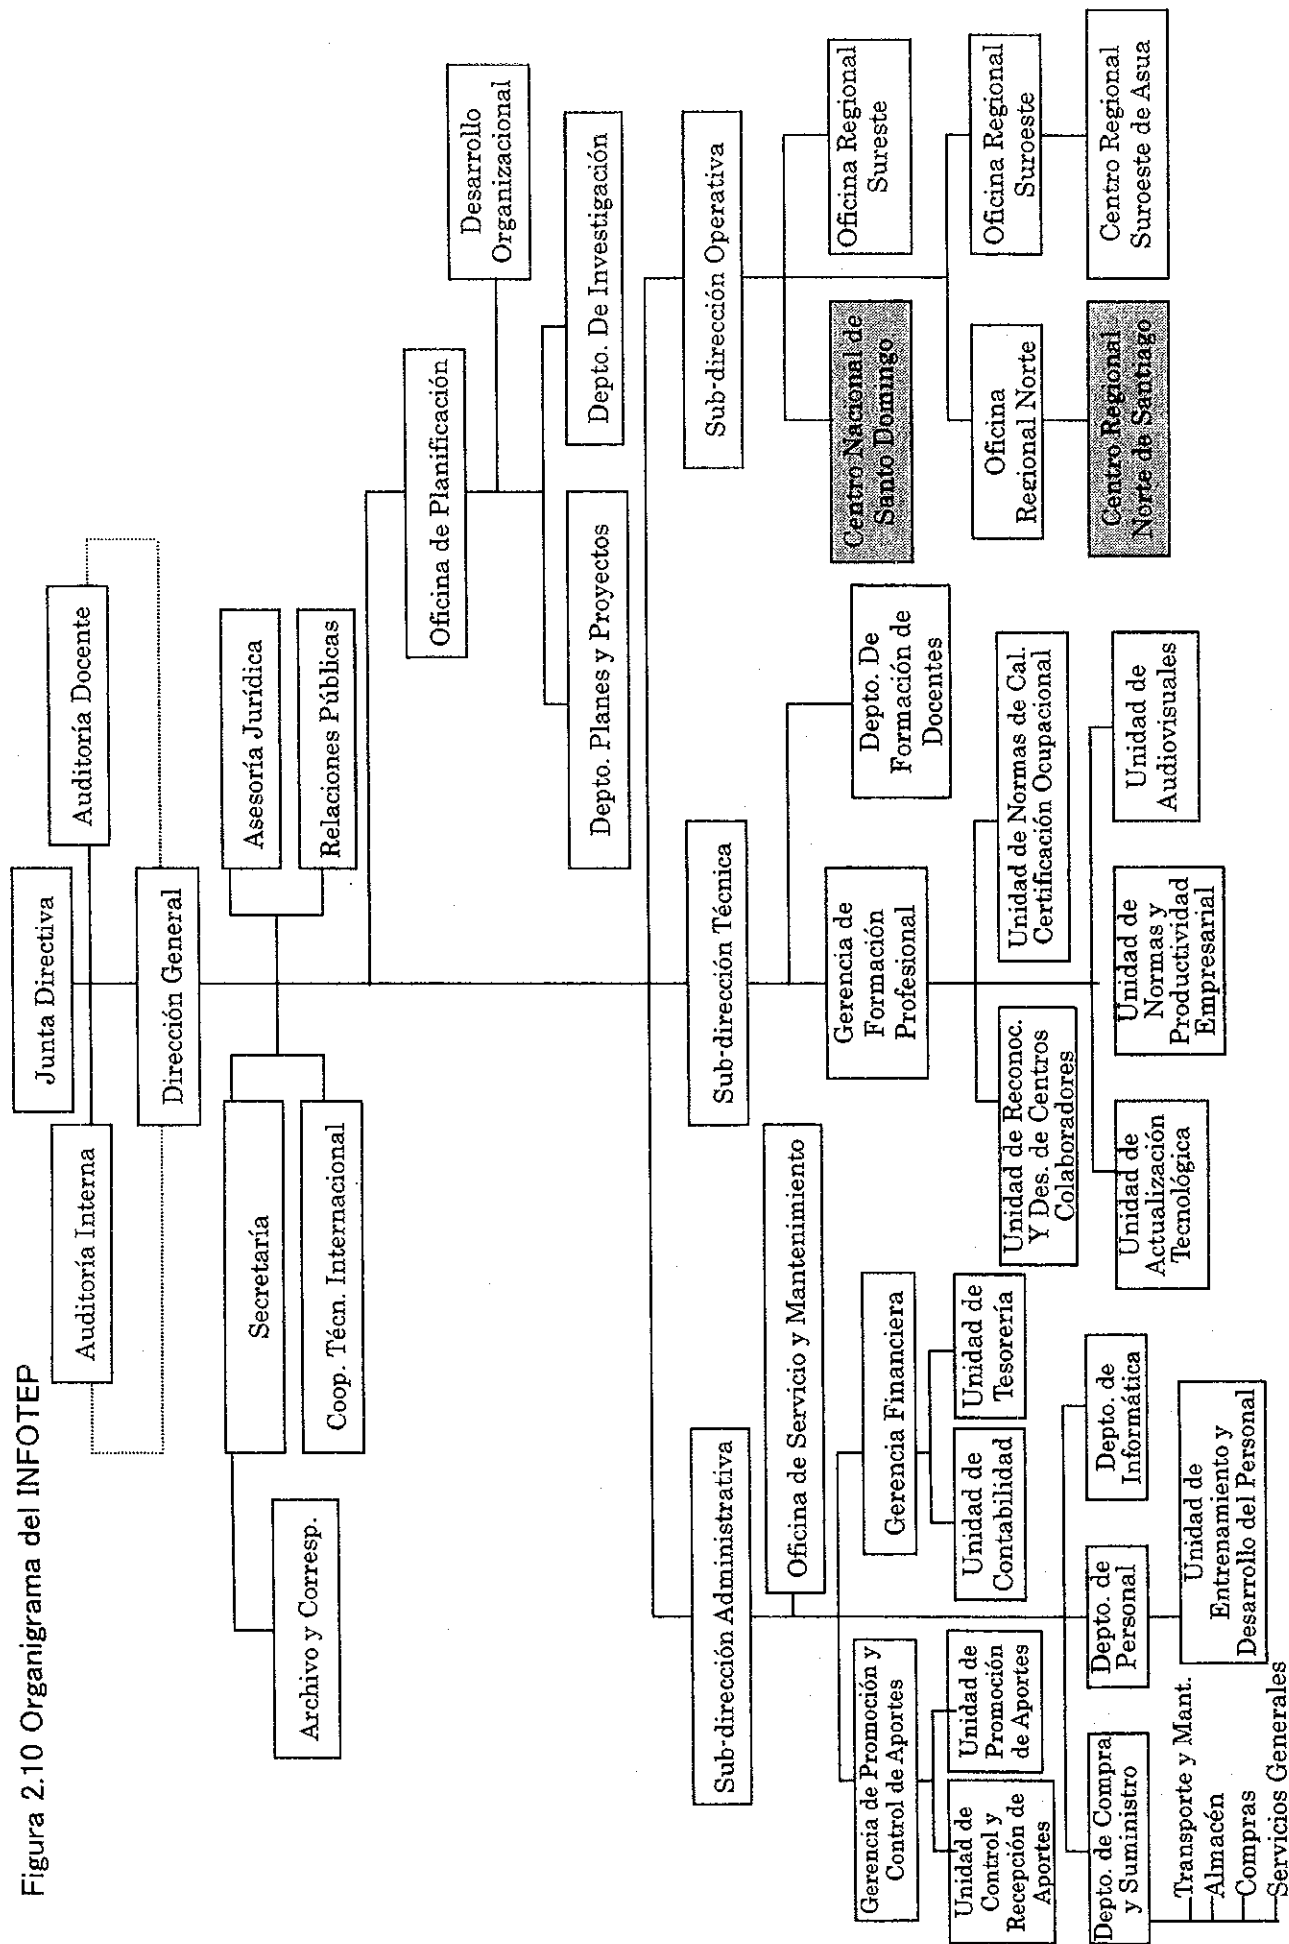 Figura 2.10 Organigrama del INFOTEP
Junta Directiva
Auditoría Interna
Auditoría Docente
Dirección General
Secretaría
Asesoría Jurídica
Archivo y Corresp.
Coop. Técn. Internacional
Relaciones Públicas
Oficina de Planificación
Desarrollo
Organizacional
Depto. Planes y Proyectos
Depto. De Investigación
Sub-dirección Administrativa
Sub-dirección Técnica
Sub-dirección Operativa
Oficina de Servicio y Mantenimiento
Gerencia de Promoción y
Control de Aportes
Gerencia Financiera
Unidad de
Control y
Recepción de
Aportes
Unidad de
Promoción
de Aportes
Unidad de
Contabilidad
Unidad de
Tesorería
Depto. de Compra
y Suministro
Depto. de
Personal
Depto. de
Informática
Transporte y Mant.
Almacén
Compras
Servicios Generales
Unidad de
Entrenamiento y
Desarrollo del Personal
Gerencia de
Formación
Profesional
Depto. De
Formación de
Docentes
Unidad de Reconoc.
Y Des. de Centros
Colaboradores
Unidad de Normas de Cal.
Certificación Ocupacional
Unidad de
Actualización
Tecnológica
Unidad de
Normas y
Productividad
Empresarial
Unidad de
Audiovisuales
Centro Nacional de
Santo Domingo
Oficina Regional
Sureste
Oficina
Regional Norte
Oficina Regional
Suroeste
Centro Regional
Norte de Santiago
Centro Regional
Suroeste de Asua